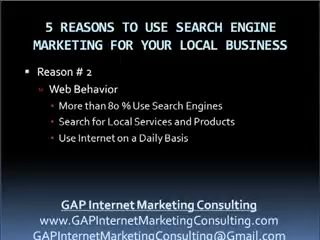 5 REASONS TO USE SEARCH ENGINE
MARKETING FOR YOUR LOCAL BUSINESS
Reason # 2
Web Behavior
More than 80 % Use Search Engines
Search for Local Services and Products
Use Internet on a Daily Basis
GAP Internet Marketing Consulting
www.GAPInternetMarketingConsulting.com
GAPInternetMarketingConsulting@Gmail.com